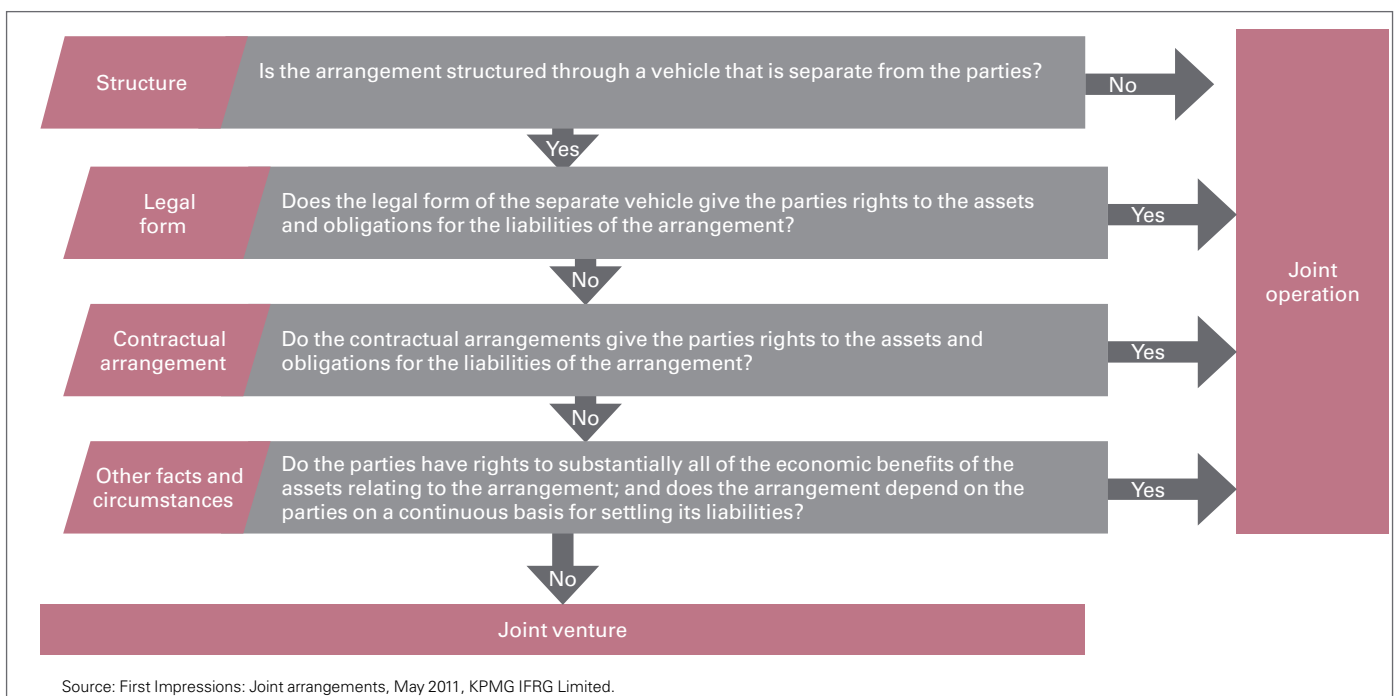 Structure
Is the arrangement structured through a vehicle that is separate from the parties?
No
Yes
Legal
form
Does the legal form of the separate vehicle give the parties rights to the assets
and obligations for the liabilities of the arrangement?
Yes
No
Contractual
arrangement
Do the contractual arrangements give the parties rights to the assets and
obligations for the liabilities of the arrangement?
Yes
No
Other facts and
circumstances
Do the parties have rights to substantially all of the economic benefits of the
assets relating to the arrangement; and does the arrangement depend on the
parties on a continuous basis for settling its liabilities?
Yes
No
Joint
operation
Joint venture
Source: First Impressions: Joint arrangements, May 2011, KPMG IFRG Limited.